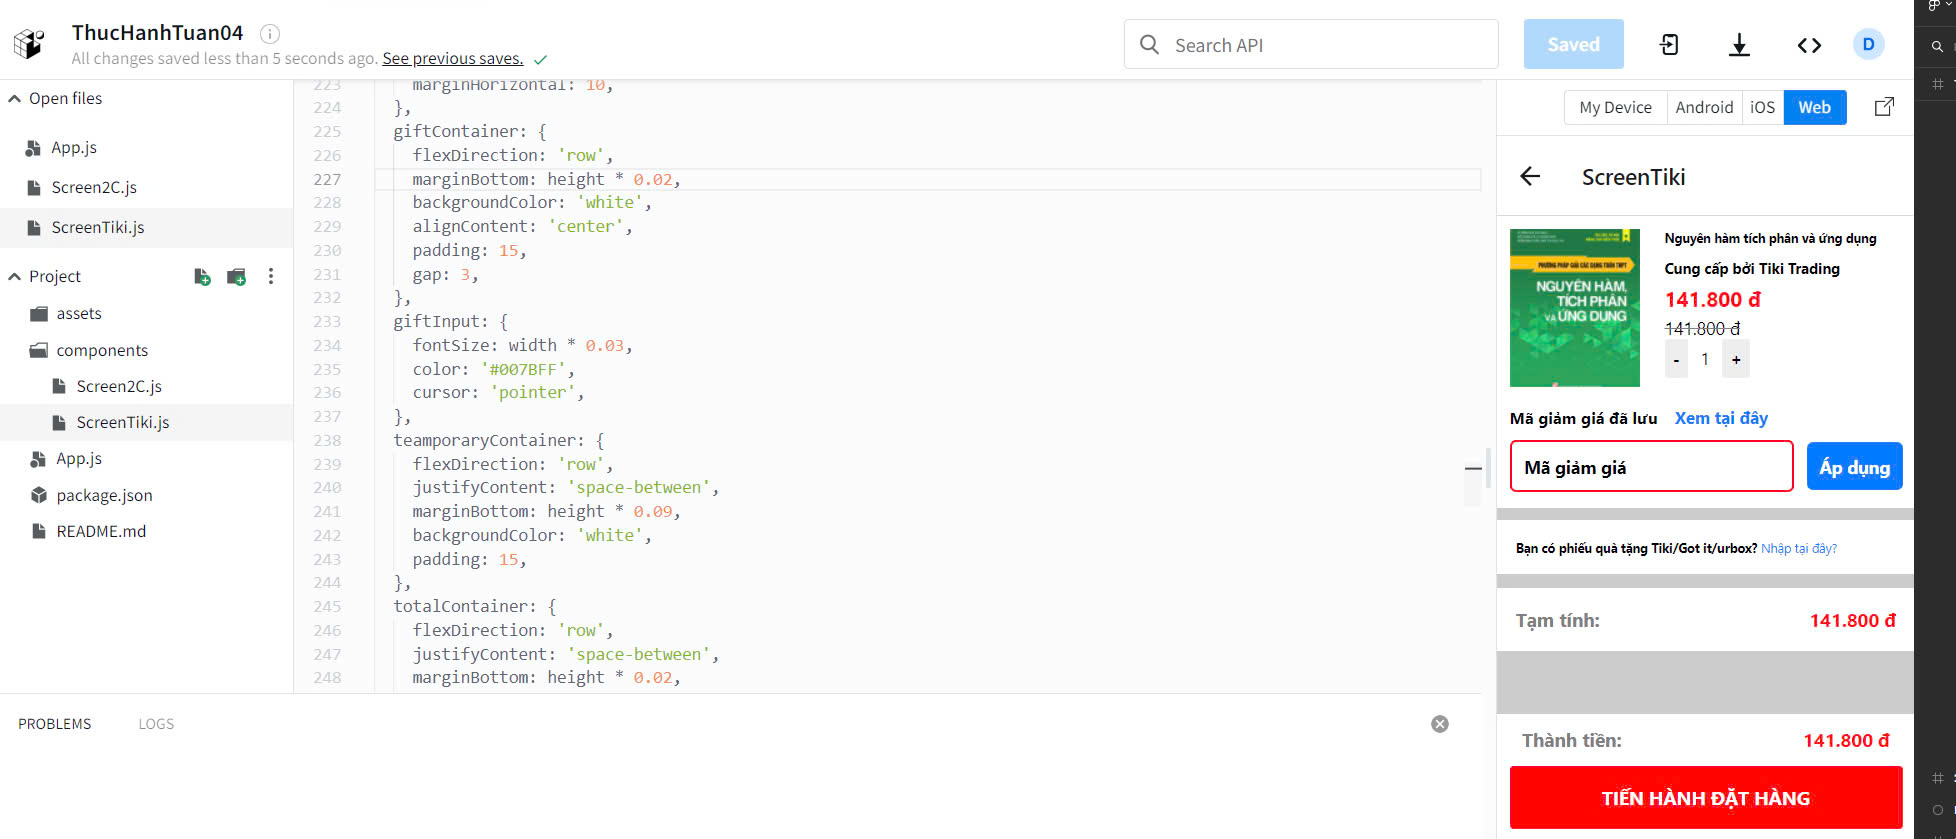 ThucHanhTuan04
All changes saved less than 5 seconds ago. See previous saves.
Search API
Saved
D
Open files
App.js
Screen2C.js
ScreenTiki.js
Project
assets
components
Screen2C.js
ScreenTiki.js
App.js
package.json
README.md
223 marginHorizontal: 10,
224 },
225 giftContainer: {
226 flexDirection: 'row',
227 marginBottom: height * 0.02,
228 backgroundColor: 'white',
229 alignContent: 'center',
230 padding: 15,
231 gap: 3,
232 },
233 giftInput: {
234 fontSize: width * 0.03,
235 color: '#007BFF',
236 cursor: 'pointer',
237 },
238 teamporaryContainer: {
239 flexDirection: 'row',
240 justifyContent: 'space-between',
241 marginBottom: height * 0.09,
242 backgroundColor: 'white',
243 padding: 15,
244 },
245 totalContainer: {
246 flexDirection: 'row',
247 justifyContent: 'space-between',
248 marginBottom: height * 0.02,
PROBLEMS
LOGS
My Device
Android
iOS
Web
ScreenTiki
PHƯƠNG PHÁP GIẢI CÁC DẠNG TOÁN THPT
NGUYÊN HÀM,
TÍCH PHÂN
VÀ ỨNG DỤNG
Nguyên hàm tích phân và ứng dụng
Cung cấp bởi Tiki Trading
141.800 đ
141.800 đ
- 1 +
Mã giảm giá đã lưu Xem tại đây
Mã giảm giá
Áp dụng
Bạn có phiếu quà tặng Tiki/Got it/urbox? Nhập tại đây?
Tạm tính: 141.800 đ
Thành tiền: 141.800 đ
TIẾN HÀNH ĐẶT HÀNG